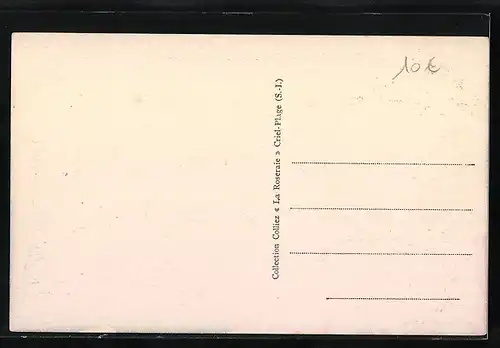 10 €
Collection Colliez « La Roseraie » Criel-Plage (S.-I.)